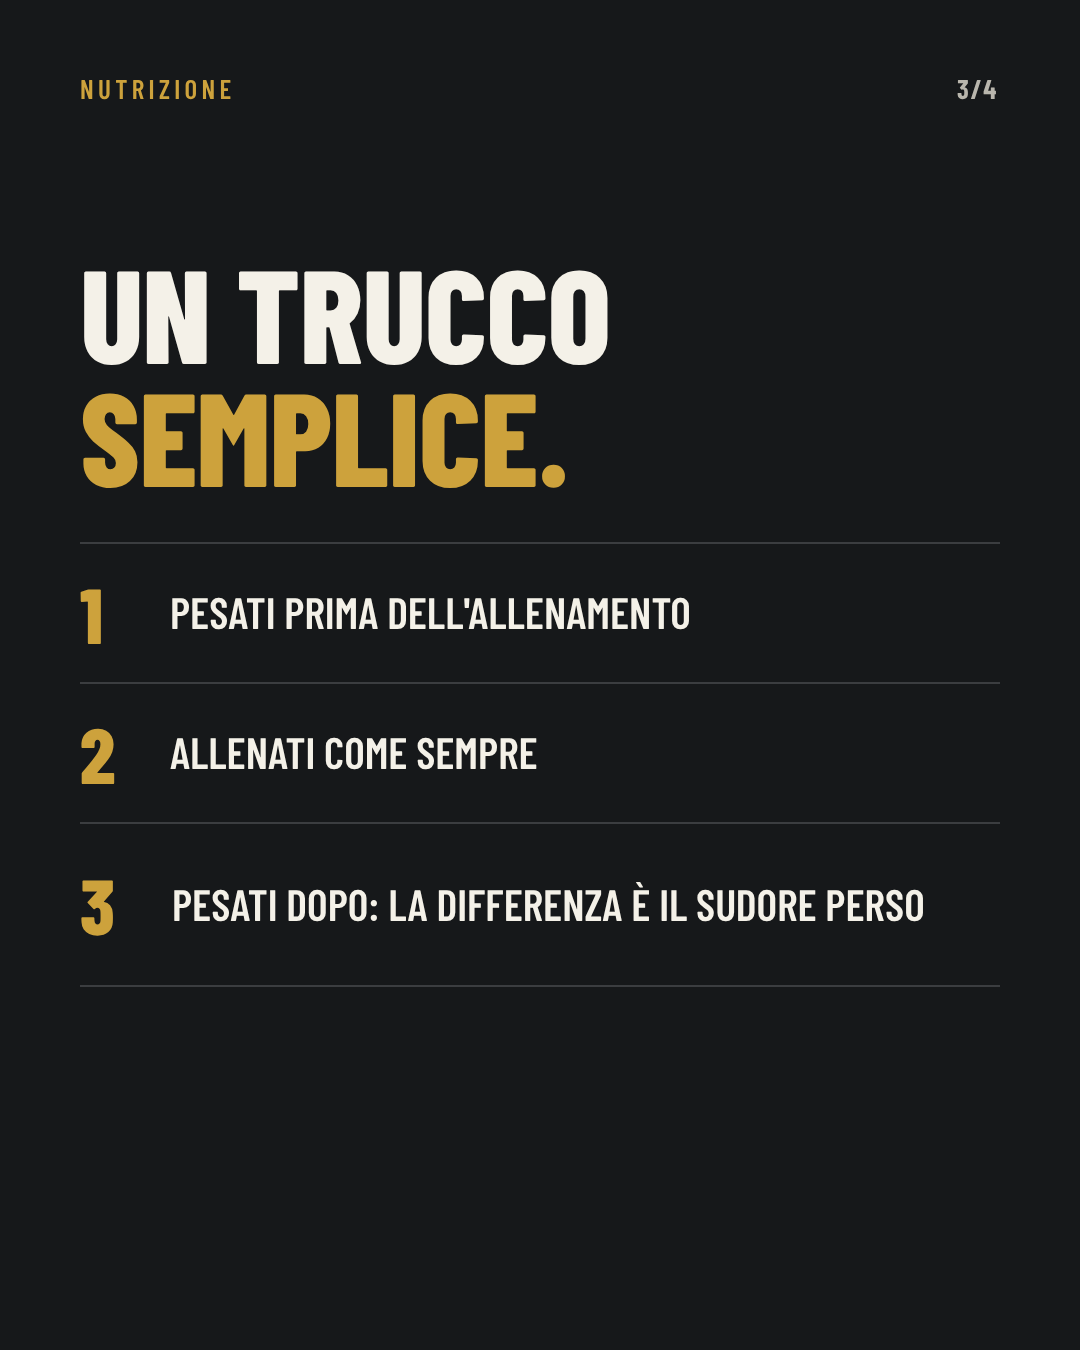 NUTRIZIONE
3/4
UN TRUCCO
SEMPLICE.
1 PESATI PRIMA DELL'ALLENAMENTO
2 ALLENATI COME SEMPRE
3 PESATI DOPO: LA DIFFERENZA È IL SUDORE PERSO